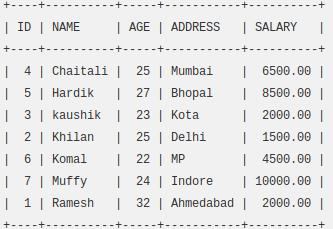 +----+----------+-----+-----------+----------+
| ID | NAME     | AGE | ADDRESS   | SALARY   |
+----+----------+-----+-----------+----------+
|  4 | Chaitali |  25 | Mumbai    |  6500.00 |
|  5 | Hardik   |  27 | Bhopal    |  8500.00 |
|  3 | kaushik  |  23 | Kota      |  2000.00 |
|  2 | Khilan   |  25 | Delhi     |  1500.00 |
|  6 | Komal    |  22 | MP        |  4500.00 |
|  7 | Muffy    |  24 | Indore    | 10000.00 |
|  1 | Ramesh   |  32 | Ahmedabad |  2000.00 |
+----+----------+-----+-----------+----------+